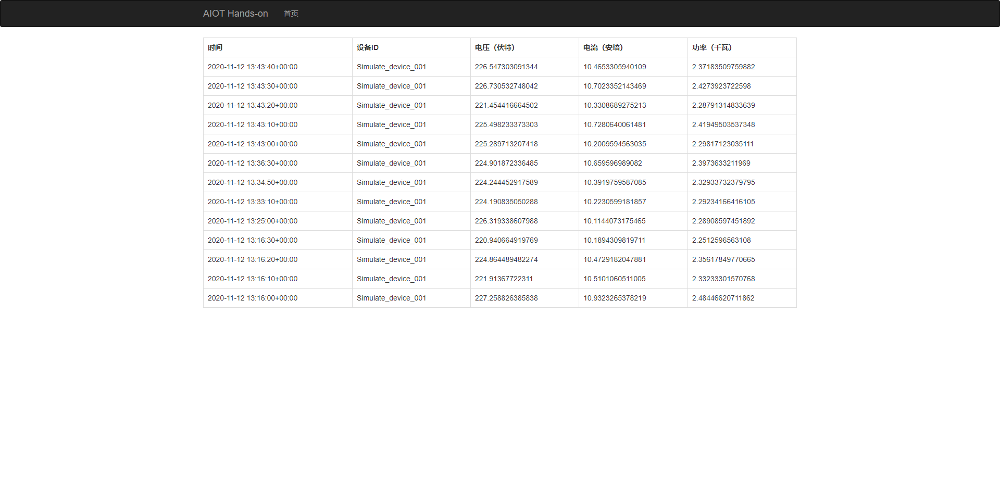 AIOT Hands-on 首页
时间 设备ID 电压（伏特） 电流（安培） 功率（千瓦）
2020-11-12 13:43:40+00:00 Simulate_device_001 226.547303091344 10.4653305940109 2.37183509759882
2020-11-12 13:43:30+00:00 Simulate_device_001 226.730532748042 10.7023352143469 2.4273923722598
2020-11-12 13:43:20+00:00 Simulate_device_001 221.454416664502 10.3308689275213 2.28791314833639
2020-11-12 13:43:10+00:00 Simulate_device_001 225.498233373303 10.7280640061481 2.41949503537348
2020-11-12 13:43:00+00:00 Simulate_device_001 225.289713207418 10.2009594563035 2.29817123035111
2020-11-12 13:36:30+00:00 Simulate_device_001 224.901872336485 10.659596989082 2.3973633211969
2020-11-12 13:34:50+00:00 Simulate_device_001 224.244452917589 10.3919759587085 2.32933732379795
2020-11-12 13:33:10+00:00 Simulate_device_001 224.190835050288 10.2230599181857 2.29234166416105
2020-11-12 13:25:00+00:00 Simulate_device_001 226.319338607988 10.1144073175465 2.28908597451892
2020-11-12 13:16:30+00:00 Simulate_device_001 220.940664919769 10.1894309819711 2.2512596563108
2020-11-12 13:16:20+00:00 Simulate_device_001 224.864489482274 10.4729182047881 2.35617849770665
2020-11-12 13:16:10+00:00 Simulate_device_001 221.91367722311 10.5101060511005 2.33233301570768
2020-11-12 13:16:00+00:00 Simulate_device_001 227.258826385838 10.9323265378219 2.48446620711862